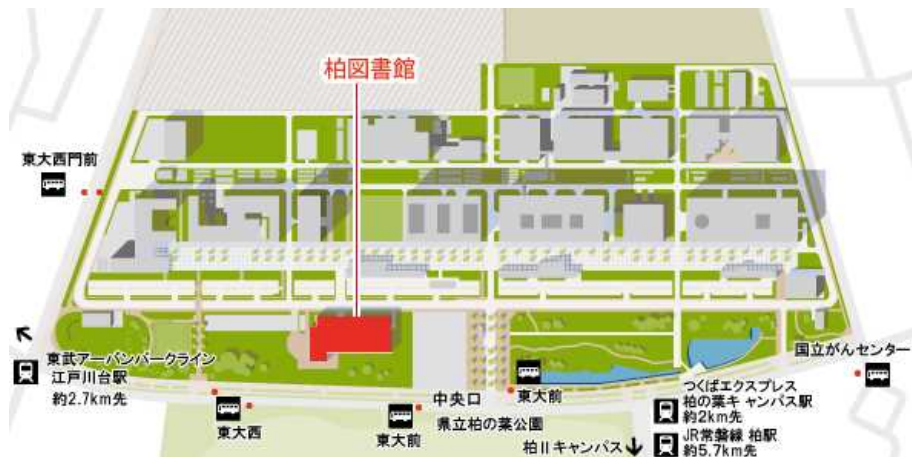 柏図書館
東大西門前
東武アーバンパークライン
江戸川台駅
約2.7km先
東大西
中央口
県立柏の葉公園
東大前
東大前
国立がんセンター
つくばエクスプレス
柏の葉キャンパス駅
約2km先
JR常磐線 柏駅
約5.7km先
柏IIキャンパス